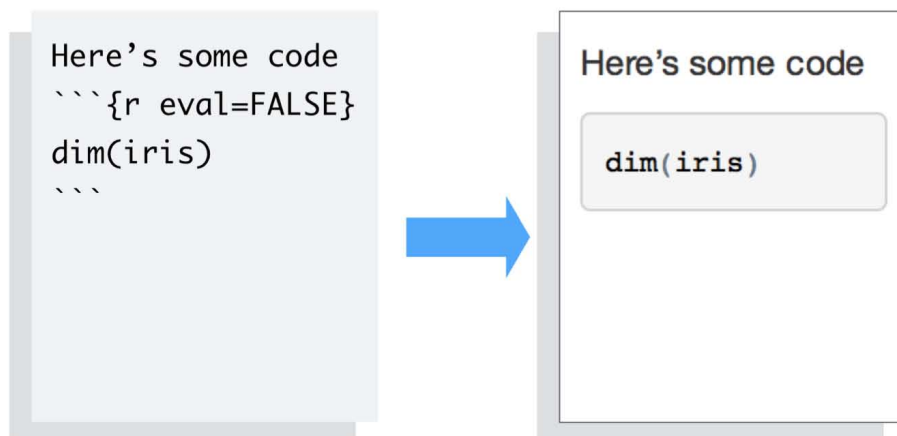 Here’s some code
```{r eval=FALSE}
dim(iris)
```
Here’s some code
dim(iris)